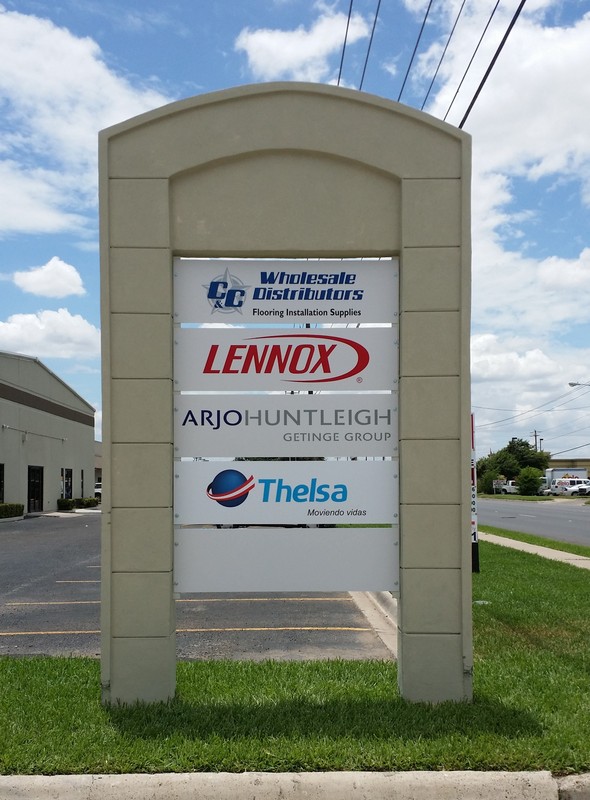 C&C Wholesale
Distributors
Flooring Installation Supplies
LENNOX®
ARJOHUNTLEIGH
GETINGE GROUP
Thelsa
Moviendo vidas